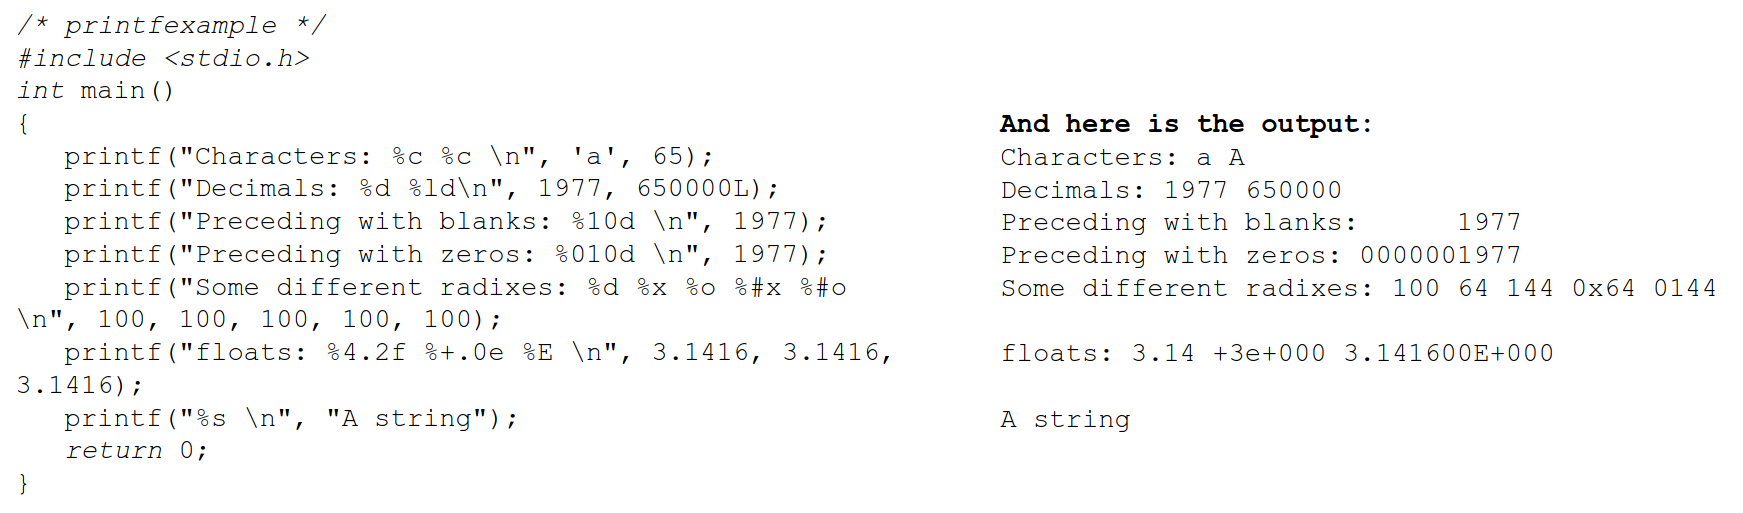 /* printfexample */
#include <stdio.h>
int main()
{
   printf("Characters: %c %c \n", 'a', 65);
   printf("Decimals: %d %ld\n", 1977, 650000L);
   printf("Preceding with blanks: %10d \n", 1977);
   printf("Preceding with zeros: %010d \n", 1977);
   printf("Some different radixes: %d %x %o %#x %#o
\n", 100, 100, 100, 100, 100);
   printf("floats: %4.2f %+.0e %E \n", 3.1416, 3.1416,
3.1416);
   printf("%s \n", "A string");
   return 0;
}
And here is the output:
Characters: a A
Decimals: 1977 650000
Preceding with blanks:      1977
Preceding with zeros: 0000001977
Some different radixes: 100 64 144 0x64 0144
floats: 3.14 +3e+000 3.141600E+000
A string